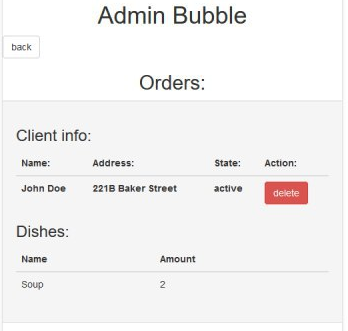 Admin Bubble
back
Orders:
Client info:
Name: Address: State: Action:
John Doe 221B Baker Street active delete
Dishes:
Name Amount
Soup 2